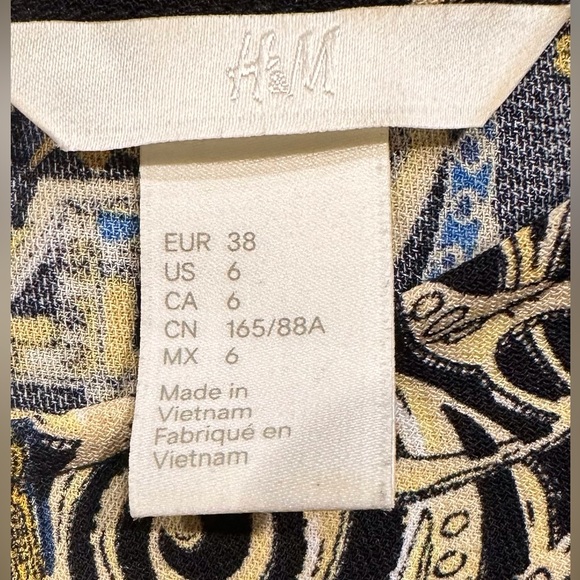 H&M
EUR 38
US 6
CA 6
CN 165/88A
MX 6
Made in
Vietnam
Fabriqué en
Vietnam